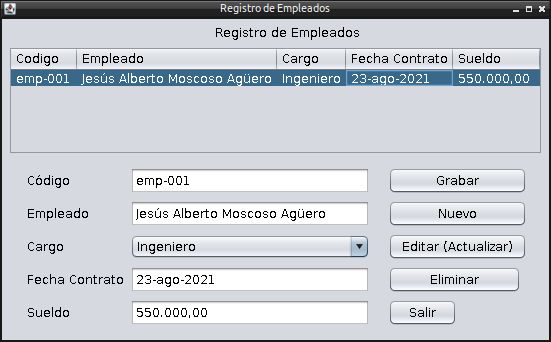 Registro de Empleados
Registro de Empleados
Codigo Empleado Cargo Fecha Contrato Sueldo
emp-001 Jesús Alberto Moscoso Agüero Ingeniero 23-ago-2021 550.000,00
Código emp-001 Grabar
Empleado Jesús Alberto Moscoso Agüero Nuevo
Cargo Ingeniero Editar (Actualizar)
Fecha Contrato 23-ago-2021 Eliminar
Sueldo 550.000,00 Salir